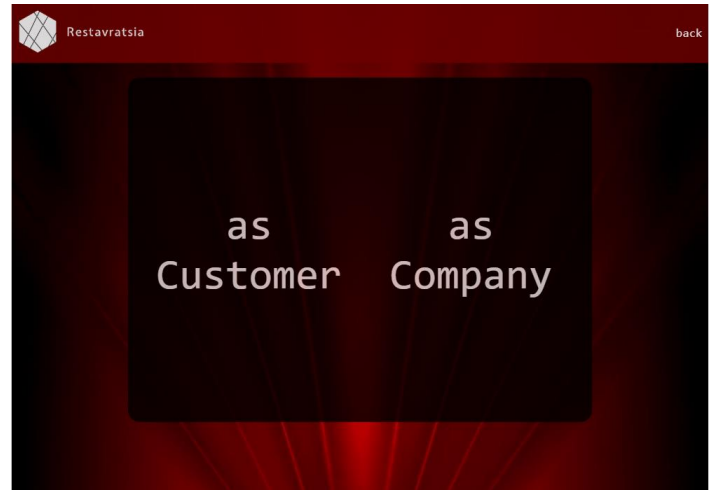 Restavratsia
back
as
Customer
as
Company